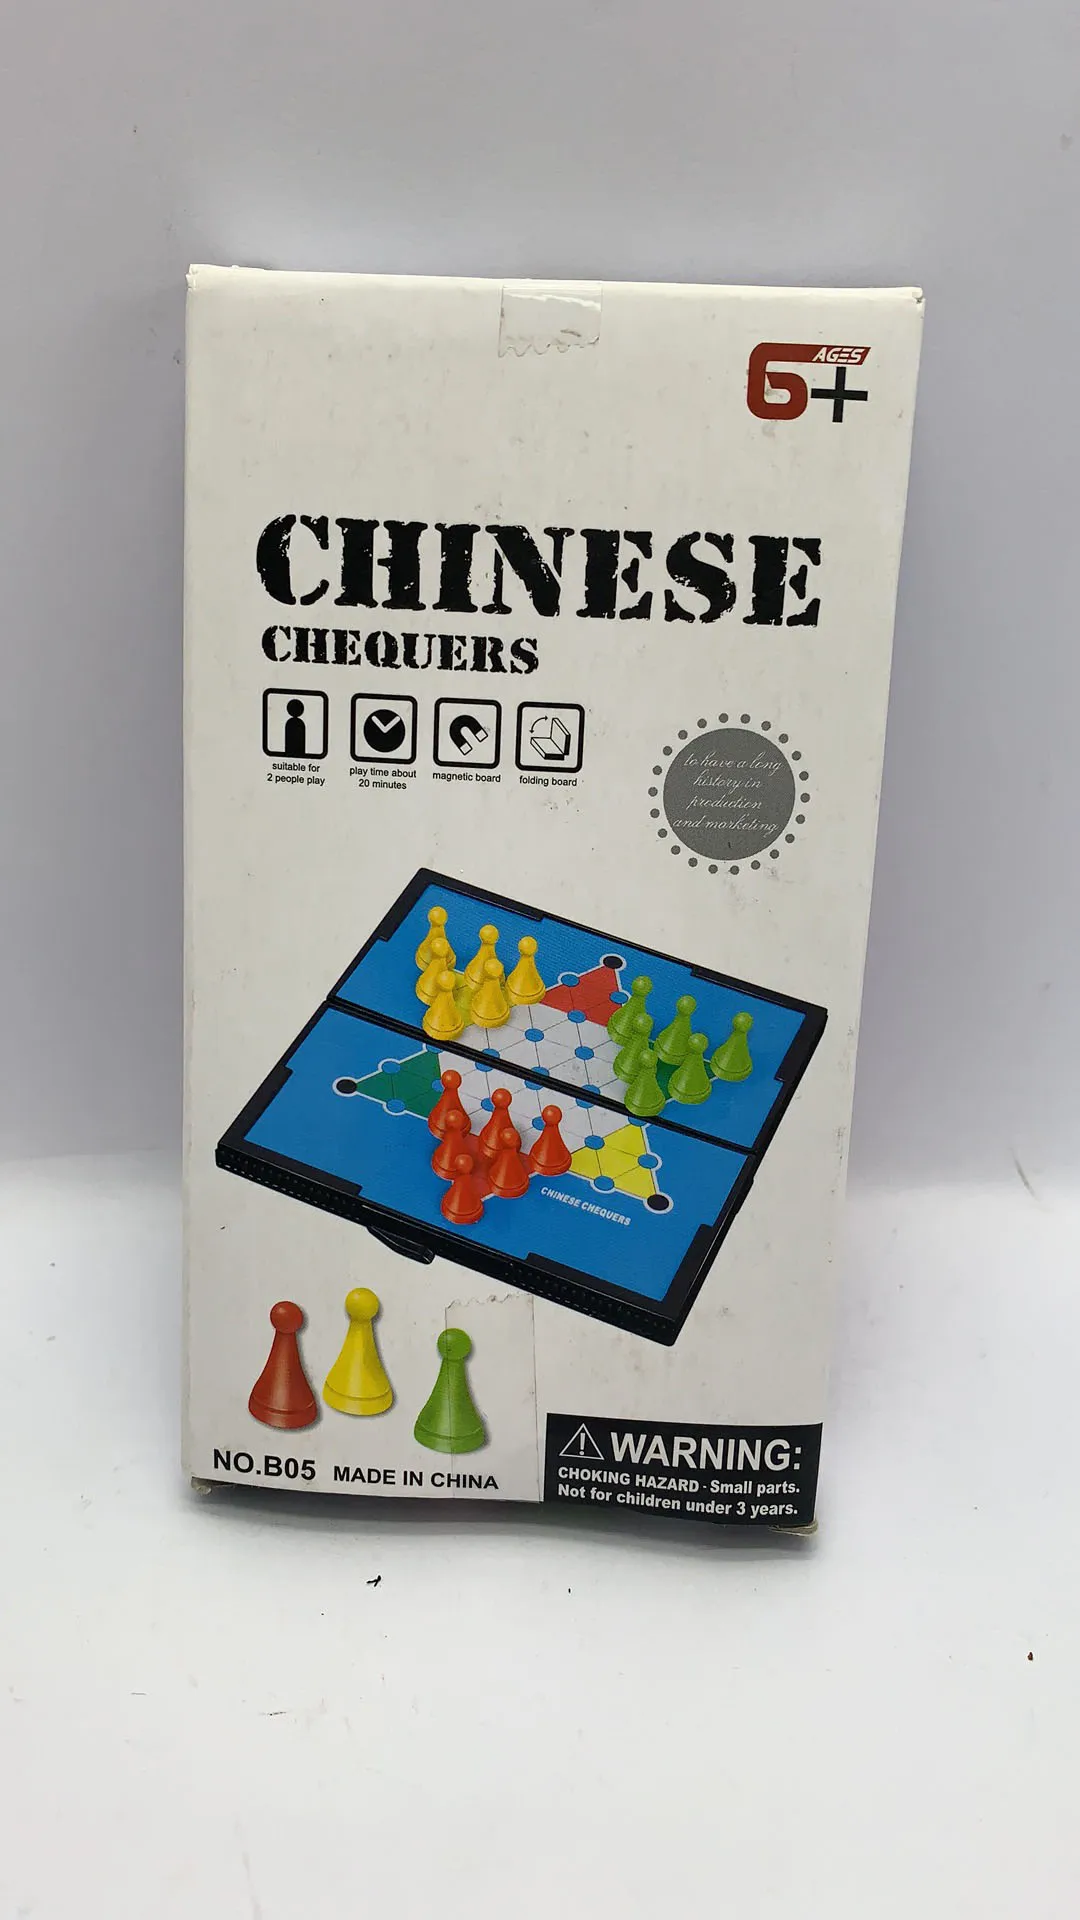 AGES
6+
CHINESE
CHEQUERS
suitable for
2 people play
play time about
20 minutes
magnetic board
folding board
to have a long
history in
production
and marketing
CHINESE CHEQUERS
NO.B05 MADE IN CHINA
WARNING:
CHOKING HAZARD - Small parts.
Not for children under 3 years.